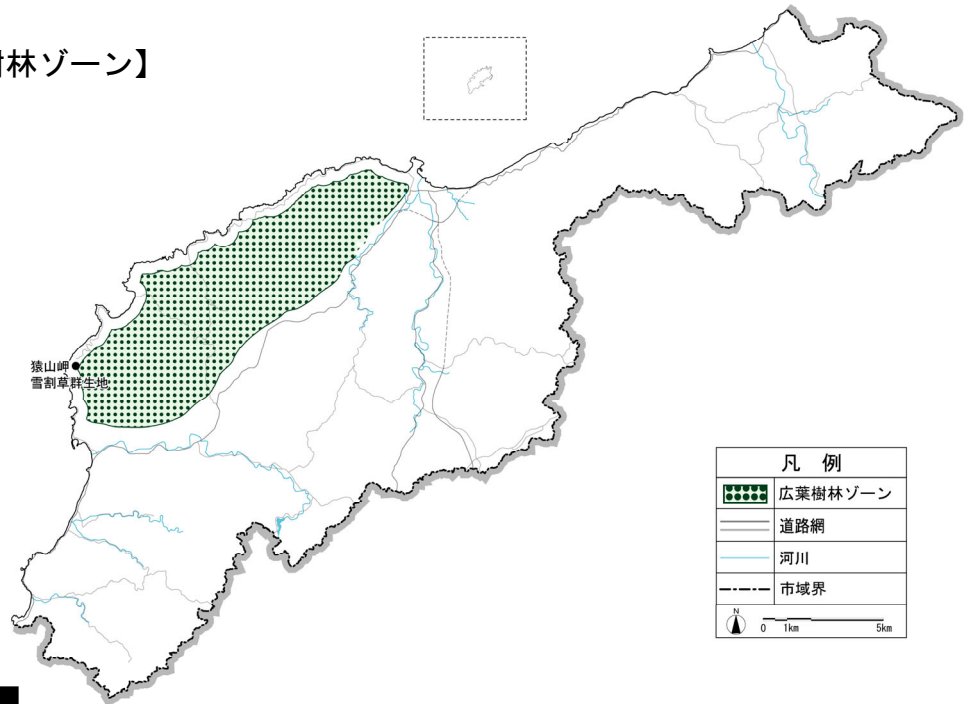 樹林ゾーン】
猿山岬
雪割草群生地
凡 例
広葉樹林ゾーン
道路網
河川
市域界
N
0 1km 5km